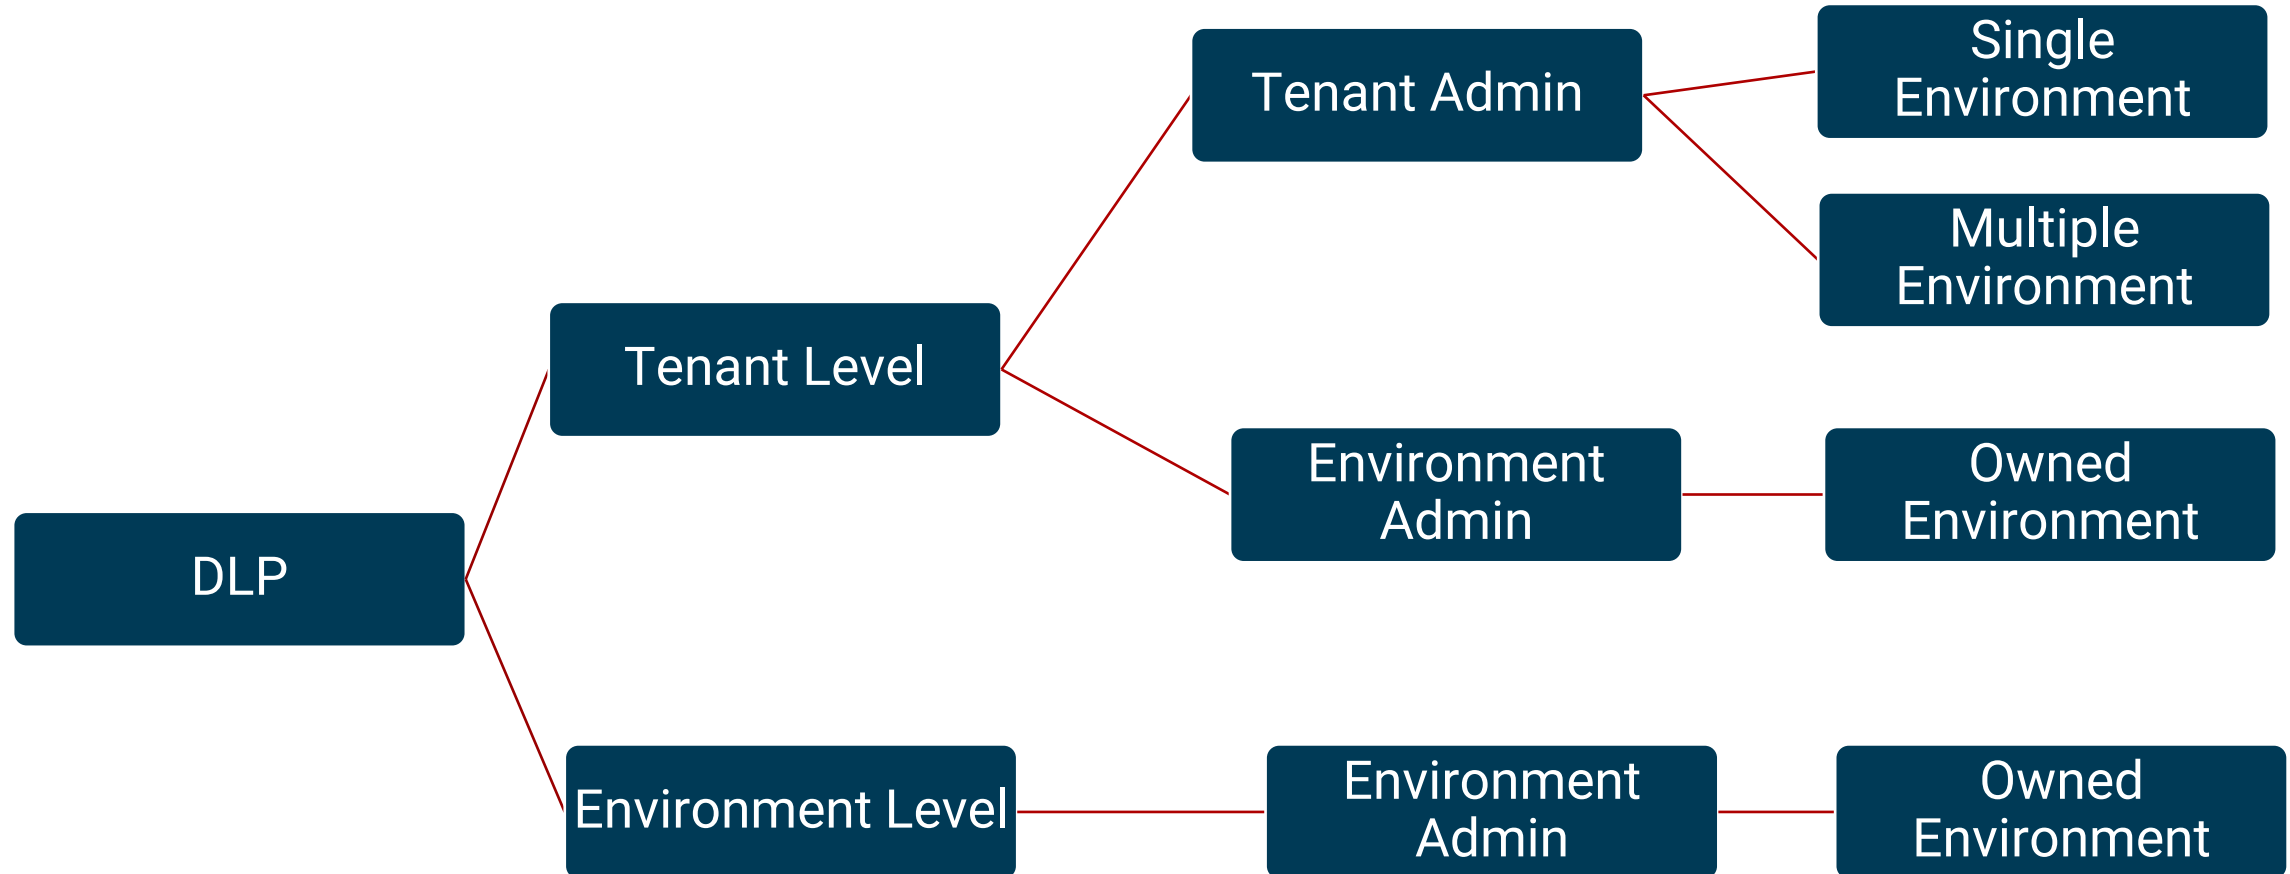 Single
Environment
Tenant Admin
Multiple
Environment
Tenant Level
Environment
Admin
Owned
Environment
DLP
Environment Level
Environment
Admin
Owned
Environment